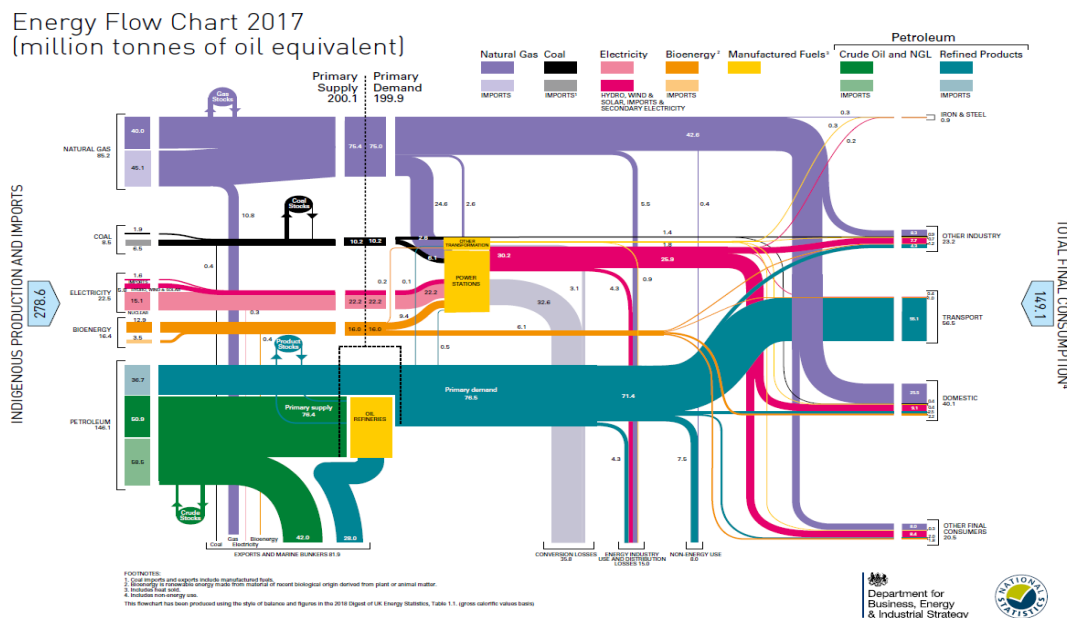 Energy Flow Chart 2017
(million tonnes of oil equivalent)
Petroleum
Natural Gas
Coal
Electricity
Bioenergy²
Manufactured Fuels³
Crude Oil and NGL
Refined Products
IMPORTS
IMPORTS¹
HYDRO, WIND &
SOLAR, IMPORTS &
SECONDARY ELECTRICITY
IMPORTS
IMPORTS
IMPORTS
Primary
Supply
200.1
Primary
Demand
199.9
INDIGENOUS PRODUCTION AND IMPORTS
278.6
Gas
Stocks
NATURAL GAS
85.2
40.0
45.1
75.4
75.0
42.6
10.8
24.6
2.6
5.5
0.4
0.3
0.3
0.2
IRON & STEEL
0.9
Coal
Stocks
COAL
8.5
1.9
6.5
10.2
10.2
0.4
OTHER
TRANSFORMATION
POWER
STATIONS
30.2
1.4
1.8
25.8
0.9
OTHER INDUSTRY
23.2
ELECTRICITY
22.5
1.6
15.1
NUCLEAR
22.2
22.2
0.2
0.1
22.2
32.6
3.1
4.3
BIOENERGY
16.4
12.9
3.5
0.3
0.4
16.0
16.0
9.4
6.1
0.5
TRANSPORT
56.5
Product
Stocks
PETROLEUM
146.1
36.7
50.9
58.5
Primary supply
76.4
OIL
REFINERIES
Primary demand
76.5
71.4
DOMESTIC
40.1
9.1
4.3
7.5
Crude
Stocks
42.0
28.0
OTHER FINAL
CONSUMERS
20.5
TOTAL FINAL CONSUMPTION⁴
149.1
Coal
Gas
Electricity
Bioenergy
EXPORTS AND MARINE BUNKERS 81.9
CONVERSION LOSSES
35.8
ENERGY INDUSTRY
USE AND DISTRIBUTION
LOSSES 15.0
NON-ENERGY USE
8.0
FOOTNOTES:
1. Coal imports and exports include manufactured fuels.
2. Bioenergy is renewable energy made from material of recent biological origin derived from plant or animal matter.
3. Includes heat sold.
4. Includes non-energy use.
This flowchart has been produced using the style of balance and figures in the 2018 Digest of UK Energy Statistics, Table 1.1. (gross calorific values basis)
Department for
Business, Energy
& Industrial Strategy
NATIONAL
STATISTICS